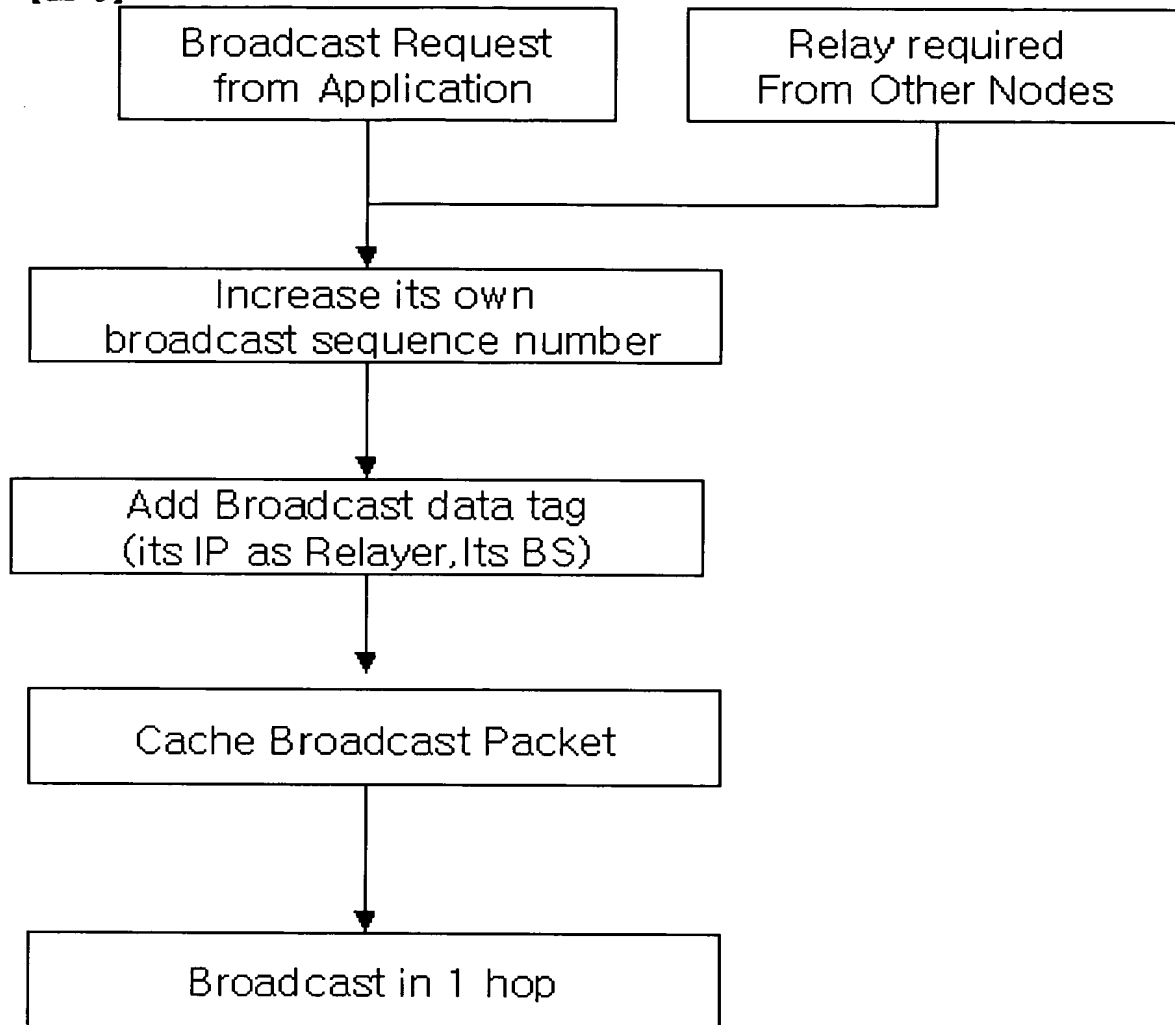 Broadcast Request
from Application
Relay required
From Other Nodes
Increase its own
broadcast sequence number
Add Broadcast data tag
(its IP as Relayer,Its BS)
Cache Broadcast Packet
Broadcast in 1 hop